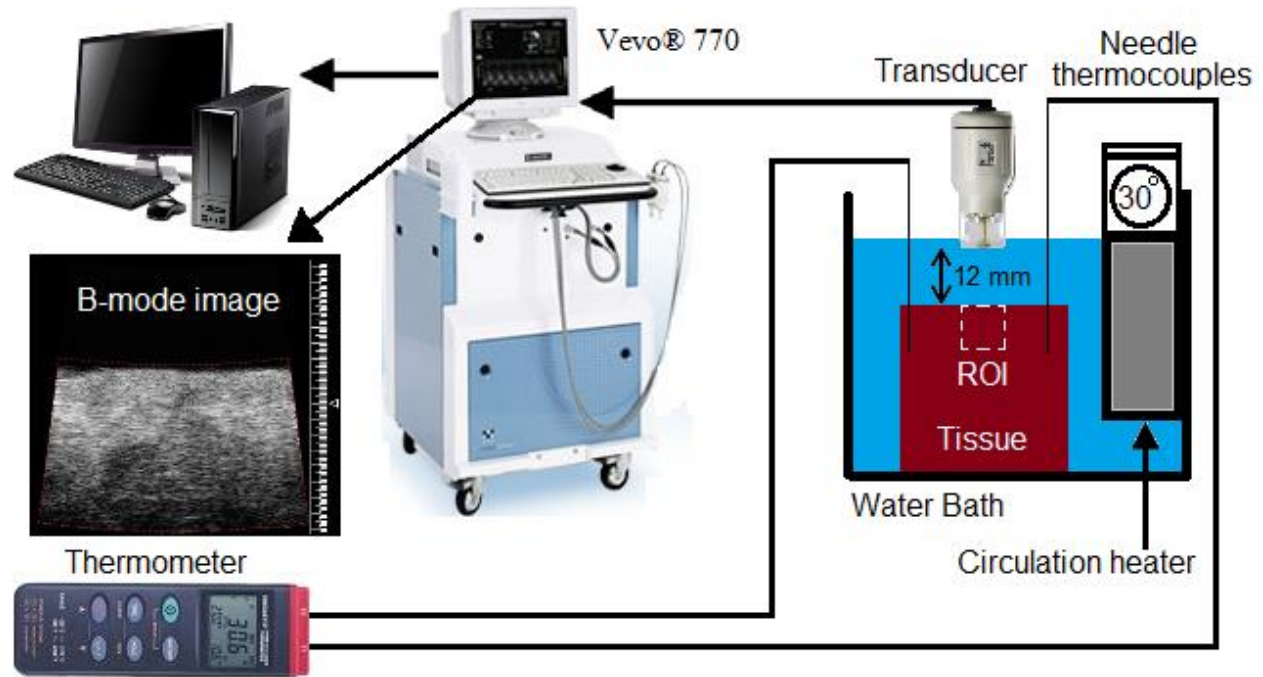 Vevo® 770
Transducer
Needle
thermocouples
30°
12 mm
B-mode image
ROI
Tissue
Water Bath
Circulation heater
Thermometer